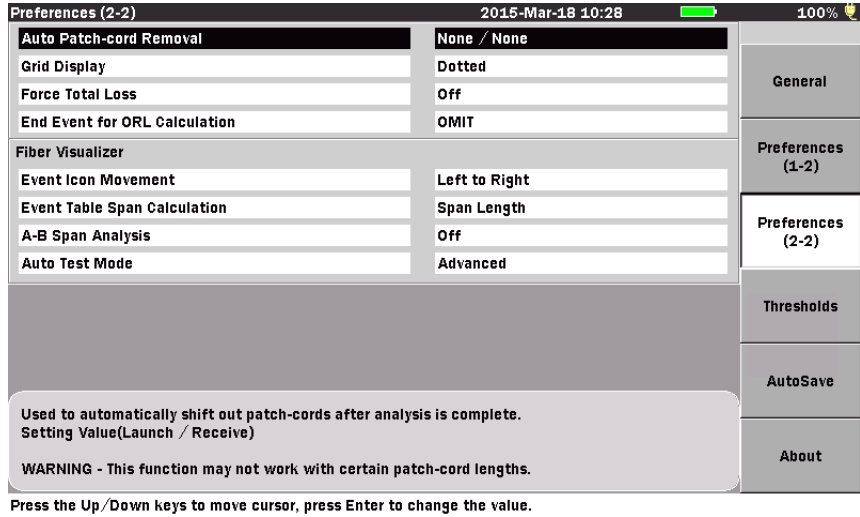 Preferences (2-2) 2015-Mar-18 10:28 100%
Auto Patch-cord Removal None / None
Grid Display Dotted
Force Total Loss Off
End Event for ORL Calculation OMIT
Fiber Visualizer
Event Icon Movement Left to Right
Event Table Span Calculation Span Length
A-B Span Analysis Off
Auto Test Mode Advanced
General
Preferences
(1-2)
Preferences
(2-2)
Thresholds
AutoSave
About
Used to automatically shift out patch-cords after analysis is complete.
Setting Value(Launch / Receive)
WARNING - This function may not work with certain patch-cord lengths.
Press the Up/Down keys to move cursor, press Enter to change the value.